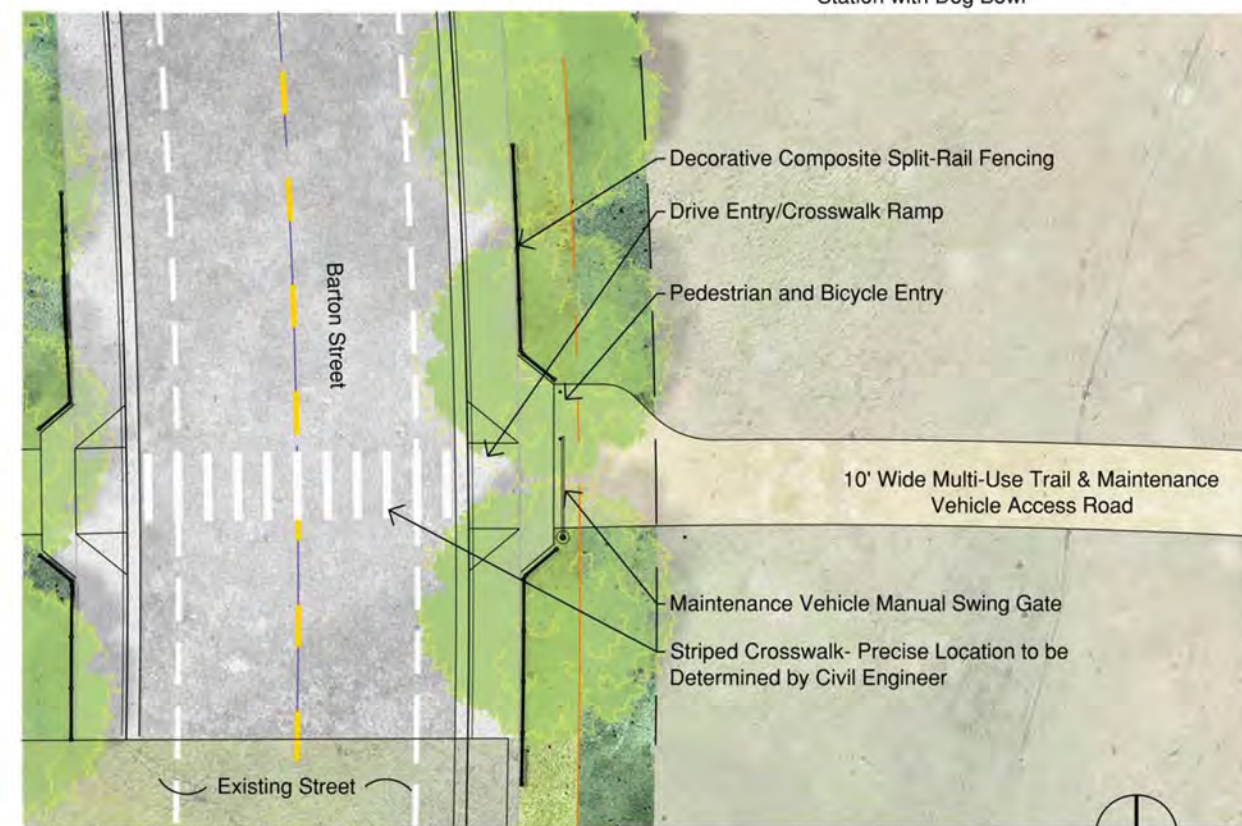 Station with Dog Bowl
Decorative Composite Split-Rail Fencing
Drive Entry/Crosswalk Ramp
Pedestrian and Bicycle Entry
Barton Street
10' Wide Multi-Use Trail & Maintenance
Vehicle Access Road
Maintenance Vehicle Manual Swing Gate
Striped Crosswalk- Precise Location to be
Determined by Civil Engineer
Existing Street